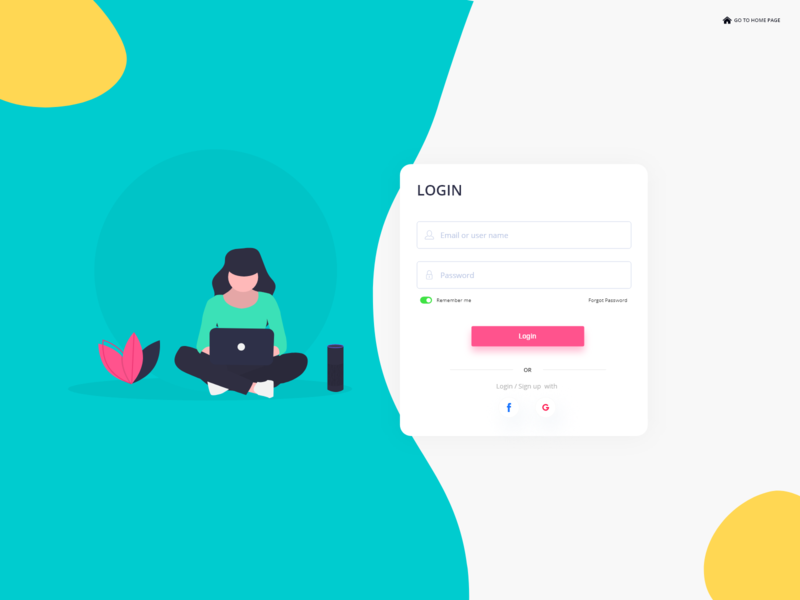 GO TO HOME PAGE
LOGIN
Email or user name
Password
Remember me
Forgot Password
Login
OR
Login / Sign up with